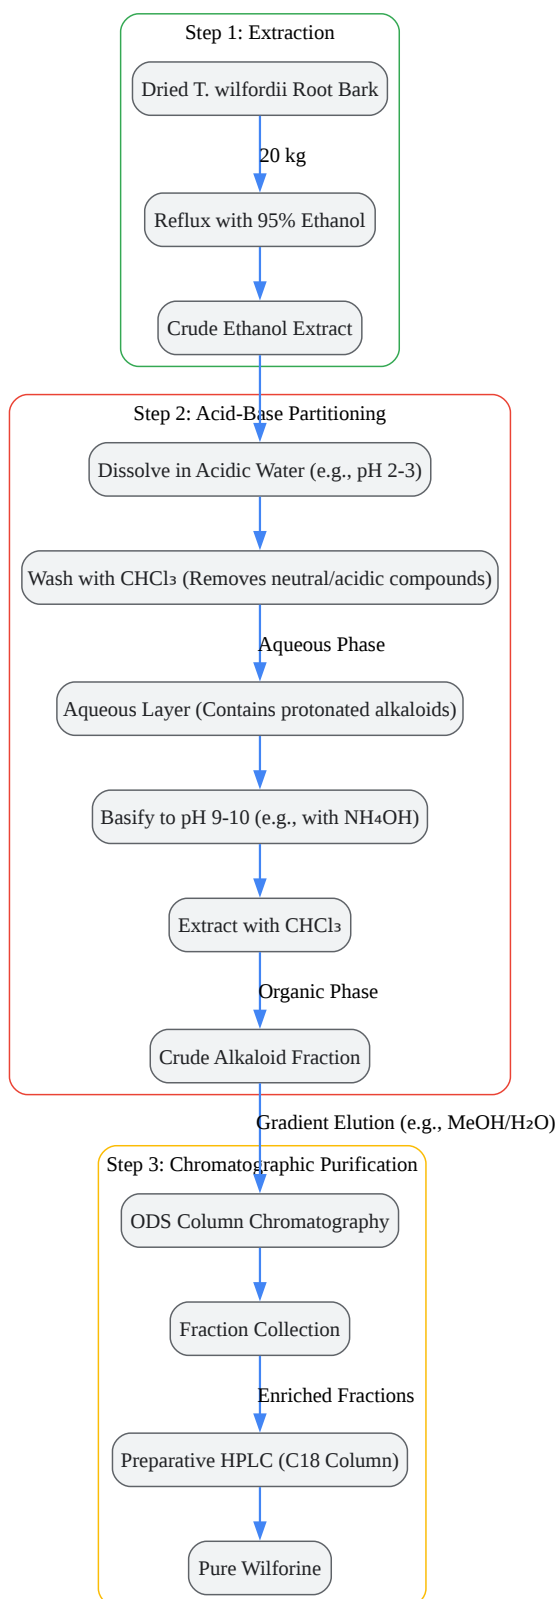 Step 1: Extraction
Dried T. wilfordii Root Bark
20 kg
Reflux with 95% Ethanol
Crude Ethanol Extract
Step 2: Acid-Base Partitioning
Dissolve in Acidic Water (e.g., pH 2-3)
Wash with CHCl₃ (Removes neutral/acidic compounds)
Aqueous Phase
Aqueous Layer (Contains protonated alkaloids)
Basify to pH 9-10 (e.g., with NH₄OH)
Extract with CHCl₃
Organic Phase
Crude Alkaloid Fraction
Gradient Elution (e.g., MeOH/H₂O)
Step 3: Chromatographic Purification
ODS Column Chromatography
Fraction Collection
Enriched Fractions
Preparative HPLC (C18 Column)
Pure Wilforine